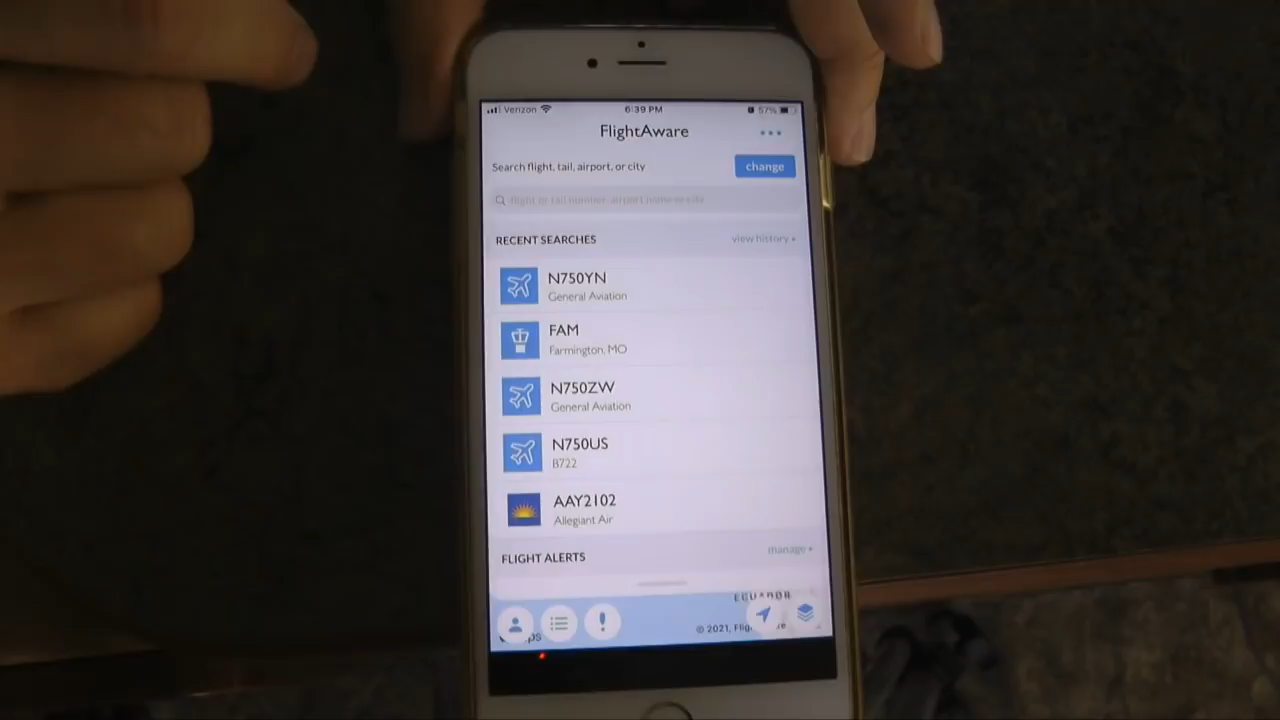 Verizon 6:39 PM 57%
FlightAware
Search flight, tail, airport, or city change
flight or tail number, airport name or city
RECENT SEARCHES view history
N750YN
General Aviation
FAM
Farmington, MO
N750ZW
General Aviation
N750US
B722
AAY2102
Allegiant Air
FLIGHT ALERTS manage
ECUADOR
© 2021, Flig